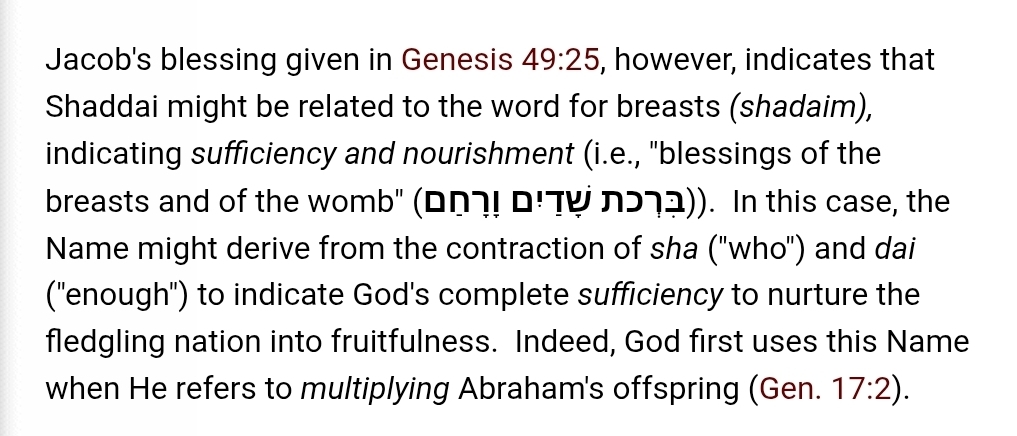 Jacob's blessing given in Genesis 49:25, however, indicates that
Shaddai might be related to the word for breasts (shadaim),
indicating sufficiency and nourishment (i.e., "blessings of the
breasts and of the womb" (בִּרְכת שָׁדַיִם וָרָחַם)).  In this case, the
Name might derive from the contraction of sha ("who") and dai
("enough") to indicate God's complete sufficiency to nurture the
fledgling nation into fruitfulness.  Indeed, God first uses this Name
when He refers to multiplying Abraham's offspring (Gen. 17:2).